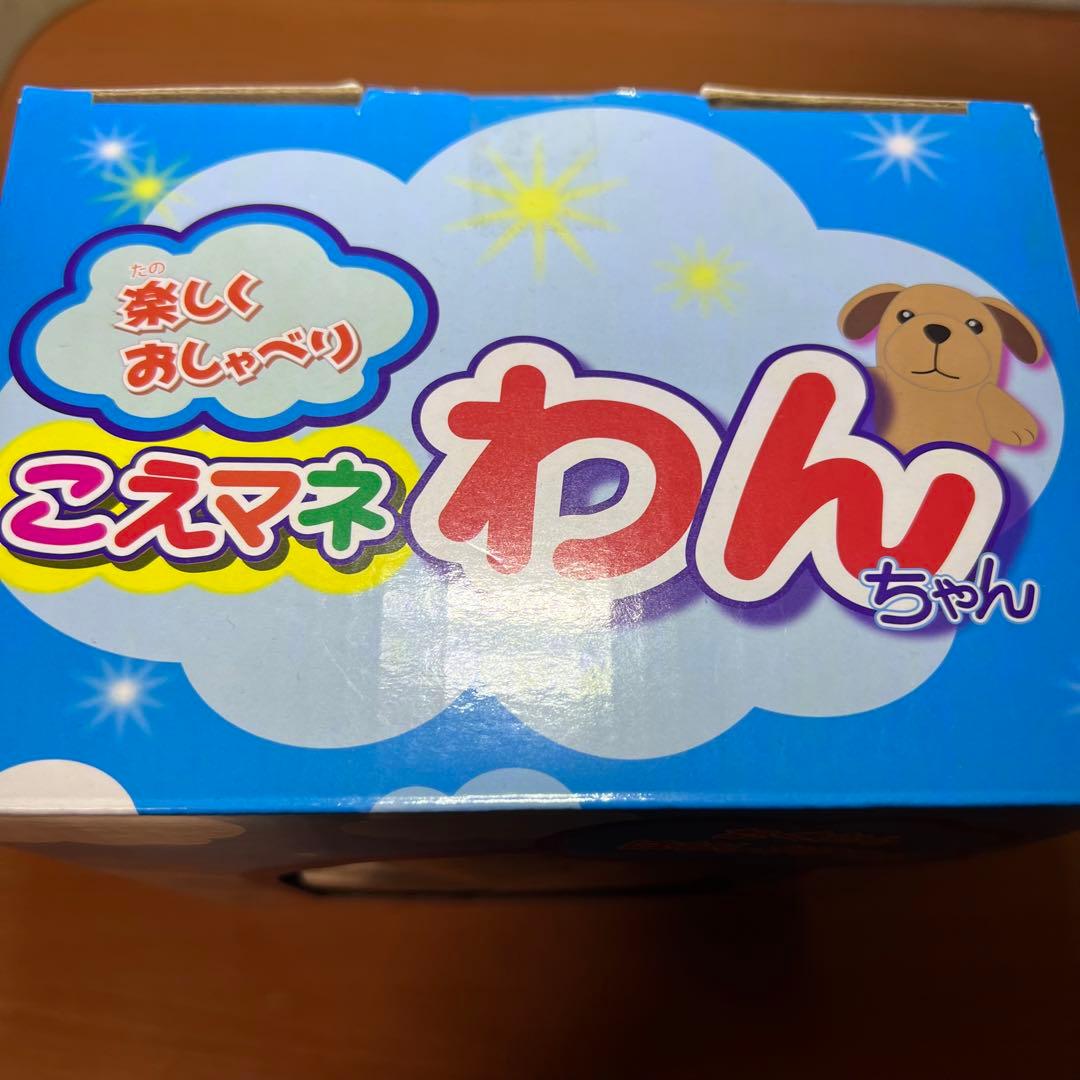 たの
楽しく
おしゃべり
こえマネ
わん
ちゃん